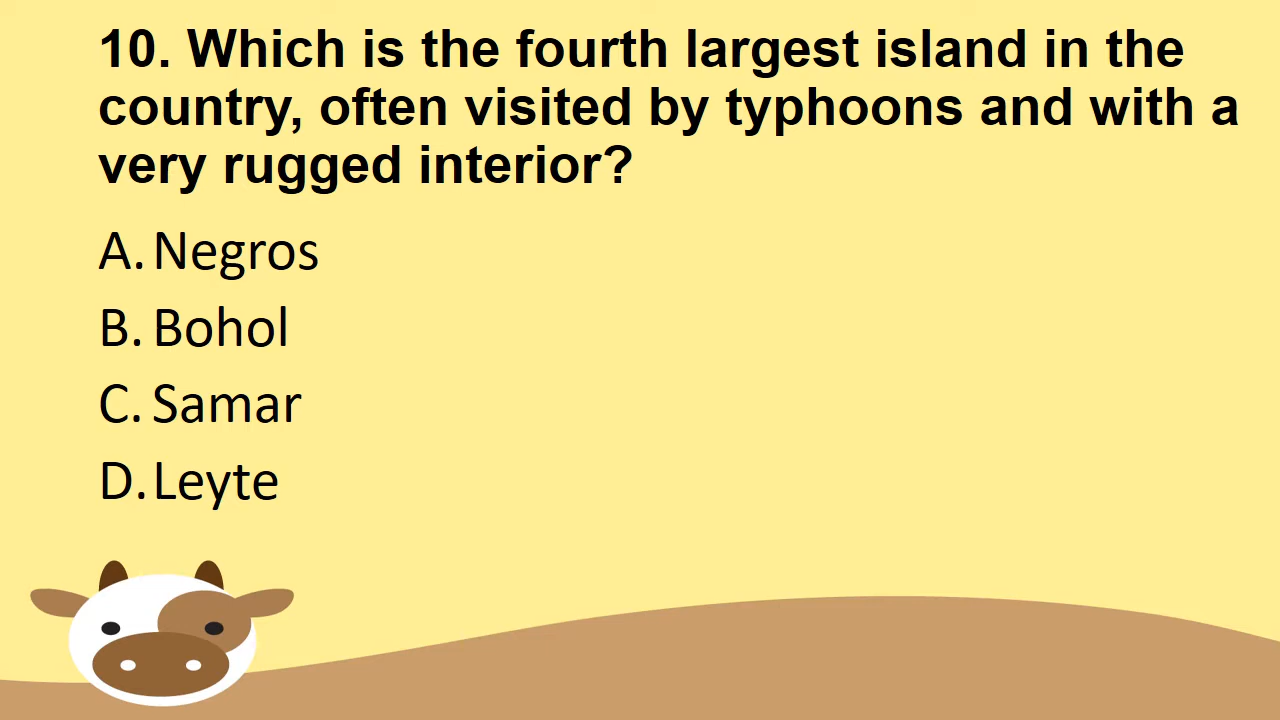 10. Which is the fourth largest island in the
country, often visited by typhoons and with a
very rugged interior?
A. Negros
B. Bohol
C. Samar
D. Leyte